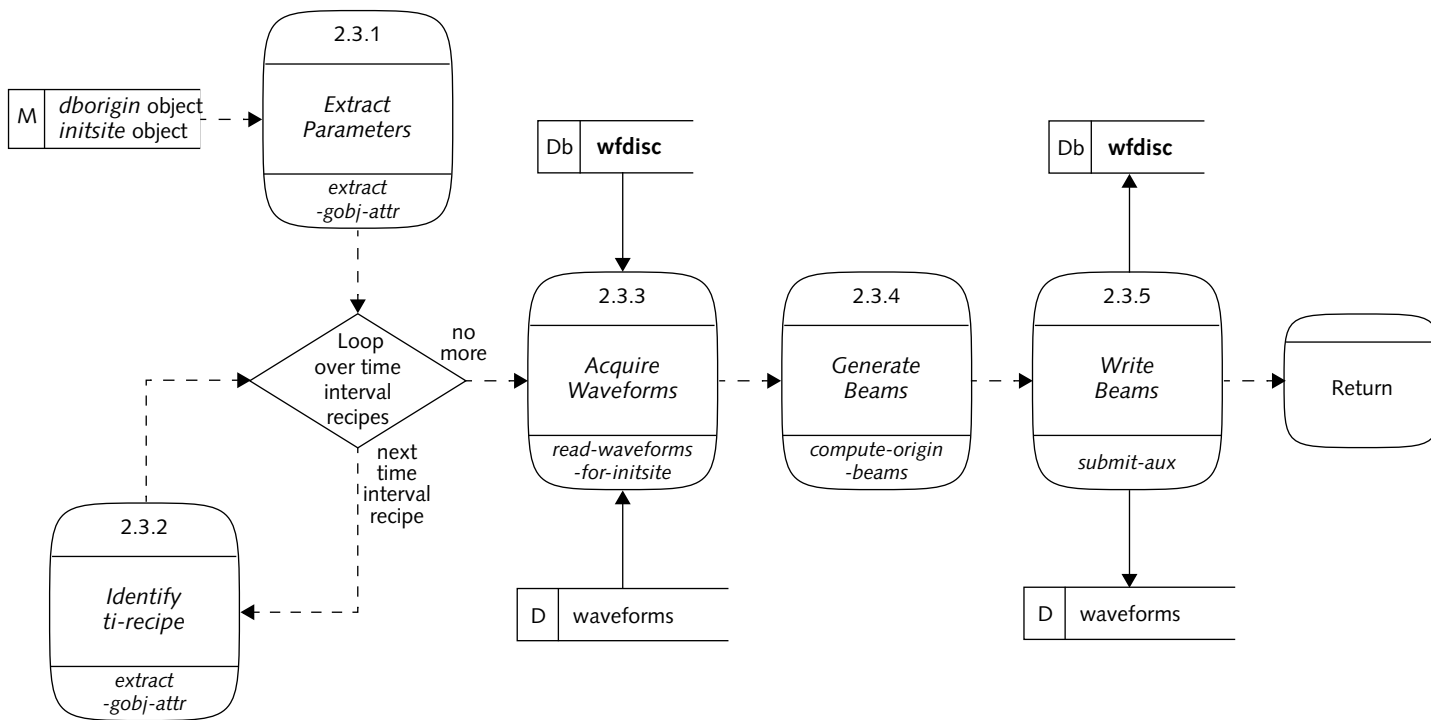 2.3.1
M
dborigin object
initsite object
Extract
Parameters
extract
-gobj-attr
Db
wfdisc
Db
wfdisc
Loop
over time
interval
recipes
no
more
next
time
interval
recipe
2.3.2
Identify
ti-recipe
extract
-gobj-attr
2.3.3
Acquire
Waveforms
read-waveforms
-for-initsite
2.3.4
Generate
Beams
compute-origin
-beams
2.3.5
Write
Beams
submit-aux
Return
D
waveforms
D
waveforms